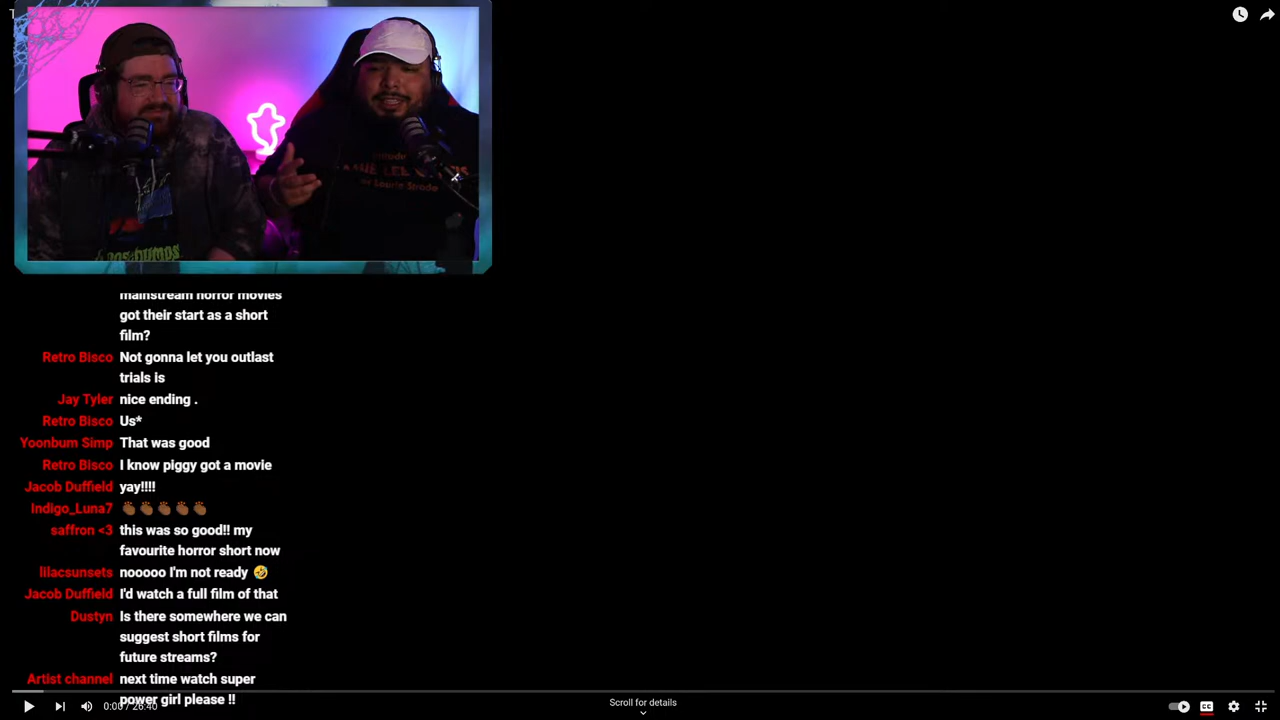 T
mainstream horror movies
got their start as a short
film?
Retro Bisco Not gonna let you outlast
trials is
Jay Tyler nice ending .
Retro Bisco Us*
Yoonbum Simp That was good
Retro Bisco I know piggy got a movie
Jacob Duffield yay!!!!
Indigo_Luna7 👏🏾👏🏾👏🏾👏🏾👏🏾
saffron <3 this was so good!! my
favourite horror short now
lilacsunsets nooooo I'm not ready 🤣
Jacob Duffield I'd watch a full film of that
Dustyn Is there somewhere we can
suggest short films for
future streams?
Artist channel next time watch super
power girl please !!
0:00 / 26:40
Scroll for details
CC